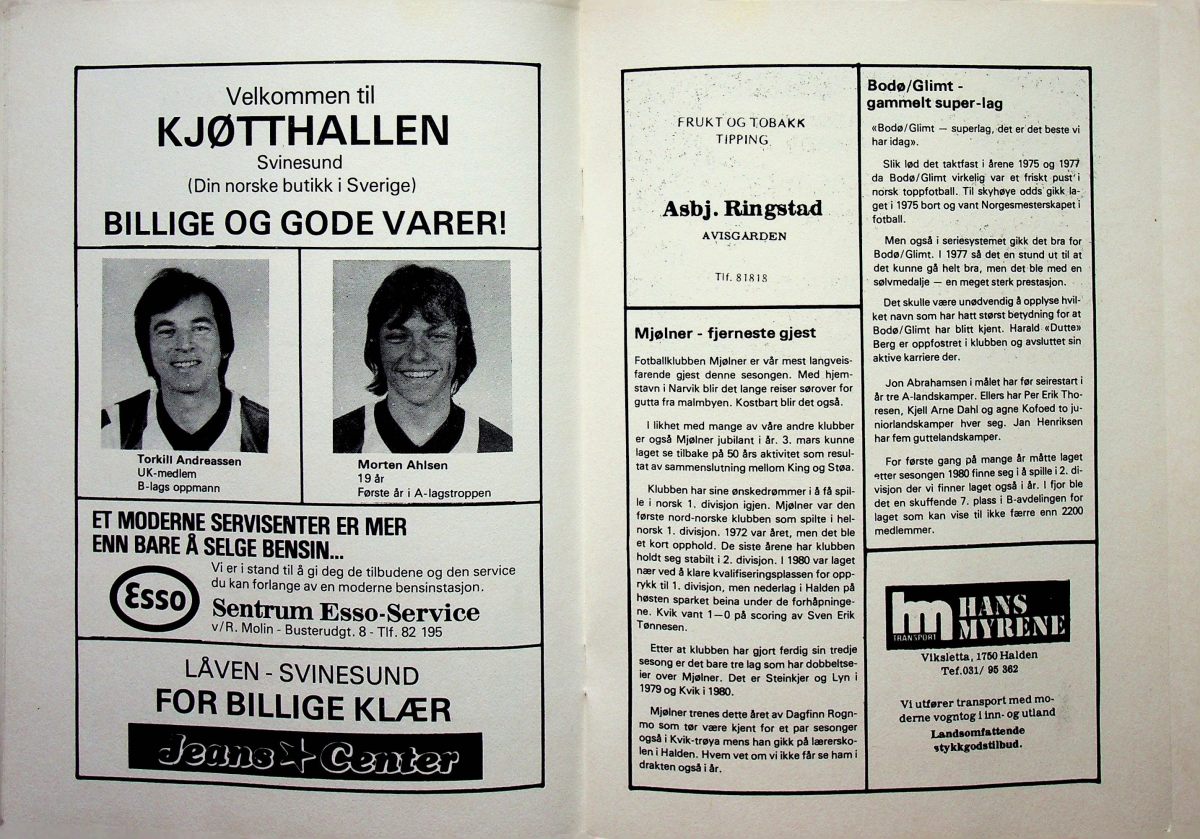 Velkommen til
KJØTTHALLEN
Svinesund
(Din norske butikk i Sverige)
BILLIGE OG GODE VARER!
Torkill Andreassen
UK-medlem
B-lags oppmann
Morten Ahlsen
19 år
Første år i A-lagstroppen
ET MODERNE SERVISENTER ER MER
ENN BARE Å SELGE BENSIN...
Vi er i stand til å gi deg de tilbudene og den service
du kan forlange av en moderne bensinstasjon.
Esso
Sentrum Esso-Service
v/R. Molin - Busterudgt. 8 - Tlf. 82 195
LÅVEN - SVINESUND
FOR BILLIGE KLÆR
Jeans Center
FRUKT OG TOBAKK
TIPPING
Asbj. Ringstad
AVISGARDEN
Tlf. 81818
Mjølner - fjerneste gjest
Fotballklubben Mjølner er vår mest langveis-
farende gjest denne sesongen. Med hjem-
stavn i Narvik blir det lange reiser sørover for
gutta fra malmbyen. Kostbart blir det også.
I likhet med mange av våre andre klubber
er også Mjølner jubilant i år. 3. mars kunne
laget se tilbake på 50 års aktivitet som resul-
tat av sammenslutning mellom King og Støa.
Klubben har sine ønskedrømmer i å få spil-
le i norsk 1. divisjon igjen. Mjølner var den
første nord-norske klubben som spilte i hel-
norsk 1. divisjon. 1972 var året, men det ble
et kort opphold. De siste årene har klubben
holdt seg stabilt i 2. divisjon. I 1980 var laget
nær ved å klare kvalifiseringsplassen for opp-
rykk til 1. divisjon, men nederlag i Halden på
høsten sparket beina under de forhåpninge-
ne. Kvik vant 1—0 på scoring av Sven Erik
Tønnesen.
Etter at klubben har gjort ferdig sin tredje
sesong er det bare tre lag som har dobbeltse-
ier over Mjølner. Det er Steinkjer og Lyn i
1979 og Kvik i 1980.
Mjølner trenes dette året av Dagfinn Rogn-
mo som tør være kjent for et par sesonger
også i Kvik-trøya mens han gikk på lærersko-
len i Halden. Hvem vet om vi ikke får se ham i
drakten også i år.
Bodø/Glimt -
gammelt super-lag
«Bodø/Glimt — superlag, det er det beste vi
har idag».
Slik lød det taktfast i årene 1975 og 1977
da Bodø/Glimt virkelig var et friskt pust i
norsk toppfotball. Til skyhøye odds gikk la-
get i 1975 bort og vant Norgesmesterskapet i
fotball.
Men også i seriesystemet gikk det bra for
Bodø/Glimt. I 1977 så det en stund ut til at
det kunne gå helt bra, men det ble med en
sølvmedalje — en meget sterk prestasjon.
Det skulle være unødvendig å opplyse hvil-
ket navn som har hatt størst betydning for at
Bodø/Glimt har blitt kjent. Harald «Dutte»
Berg er oppfostret i klubben og avsluttet sin
aktive karriere der.
Jon Abrahamsen i målet har før seirestart i
år tre A-landskamper. Ellers har Per Erik Tho-
resen, Kjell Arne Dahl og agne Kofoed to ju-
niorlandskamper hver seg. Jan Henriksen
har fem guttelandskamper.
For første gang på mange år måtte laget
etter sesongen 1980 finne seg i å spille i 2. di-
visjon der vi finner laget også i år. I fjor ble
det en skuffende 7. plass i B-avdelingen for
laget som kan vise til ikke færre enn 2200
medlemmer.
hm
TRANSPORT
HANS
MYRENE
Viksletta, 1750 Halden
Tef. 031/ 95 362
Vi utfører transport med mo-
derne vogntog i inn- og utland
Landsomfattende
stykkgodstilbud.